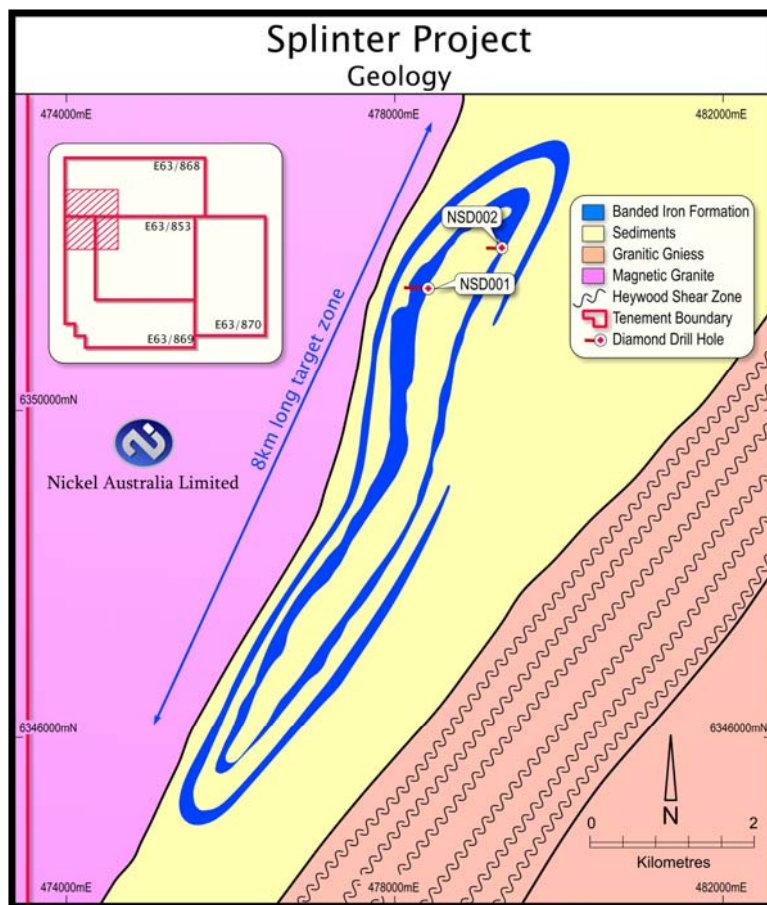 Splinter Project
Geology
474000mE
478000mE
482000mE
E63/868
E63/853
E63/870
E63/869
NSD002
NSD001
Banded Iron Formation
Sediments
Granitic Gniess
Magnetic Granite
Heywood Shear Zone
Tenement Boundary
Diamond Drill Hole
8km long target zone
6350000mN
Nickel Australia Limited
6346000mN
6346000mN
N
0
2
Kilometres
474000mE
478000mE
482000mE